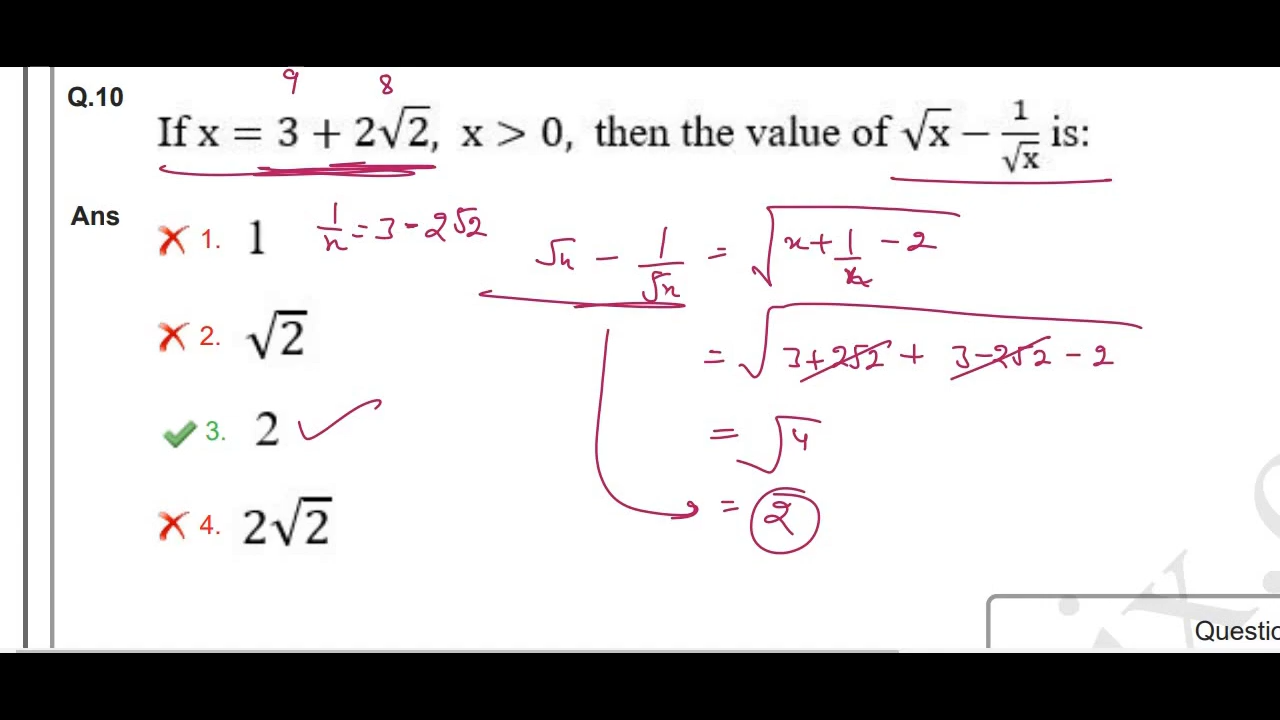 9 8
Q.10 If x = 3 + 2√2, x > 0, then the value of √x − 1/√x is:
Ans
1. 1
1/x = 3 − 2√2
√x − 1/√x = √(x + 1/x − 2)
2. √2
= √(3 + 2√2 + 3 − 2√2 − 2)
3. 2
= √4
= 2
4. 2√2
Questio